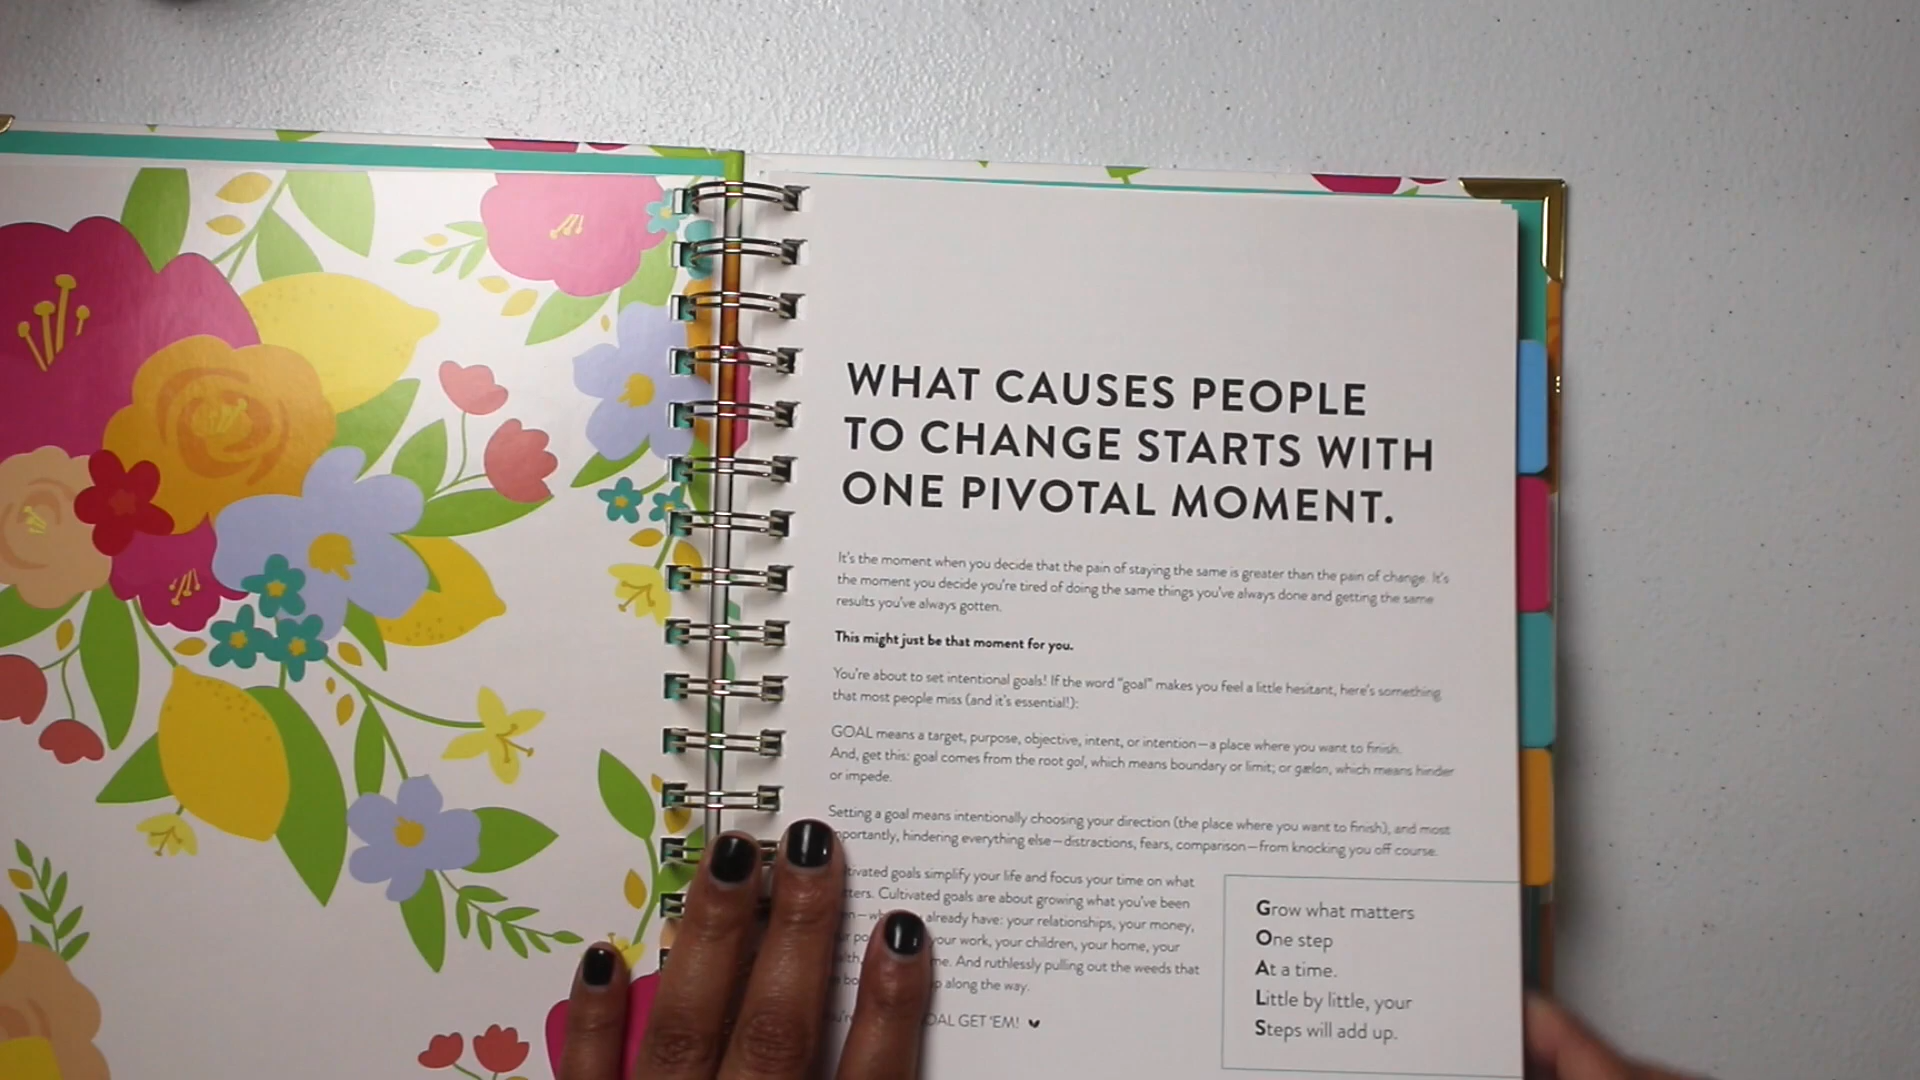 WHAT CAUSES PEOPLE
TO CHANGE STARTS WITH
ONE PIVOTAL MOMENT.
It's the moment when you decide that the pain of staying the same is greater than the pain of change. It's
the moment you decide you're tired of doing the same things you've always done and getting the same
results you've always gotten.
This might just be that moment for you.
You're about to set intentional goals! If the word "goal" makes you feel a little hesitant, here's something
that most people miss (and it's essential!):
GOAL means a target, purpose, objective, intent, or intention—a place where you want to finish.
And, get this: goal comes from the root gol, which means boundary or limit; or gælan, which means hinder
or impede.
Setting a goal means intentionally choosing your direction (the place where you want to finish), and most
portantly, hindering everything else—distractions, fears, comparison—from knocking you off course.
tivated goals simplify your life and focus your time on what
tters. Cultivated goals are about growing what you've been
already have: your relationships, your money,
your work, your children, your home, your
me. And ruthlessly pulling out the weeds that
along the way.
OAL GET 'EM!
Grow what matters
One step
At a time.
Little by little, your
Steps will add up.